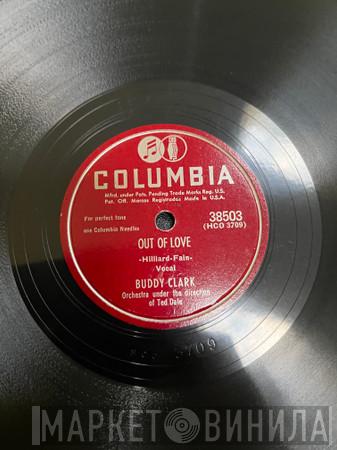 COLUMBIA
Mfrd. under Pats. Pending Trade Marks Reg. U.S.
Pat. Off. Marcas Registradas Made in U.S.A.
For perfect tone
use Columbia Needles
38503
(HCO 3709)
OUT OF LOVE
-Hilliard-Fain-
Vocal
BUDDY CLARK
Orchestra under the direction
of Ted Dale
3709
МАРКЕТ ВИНИЛА